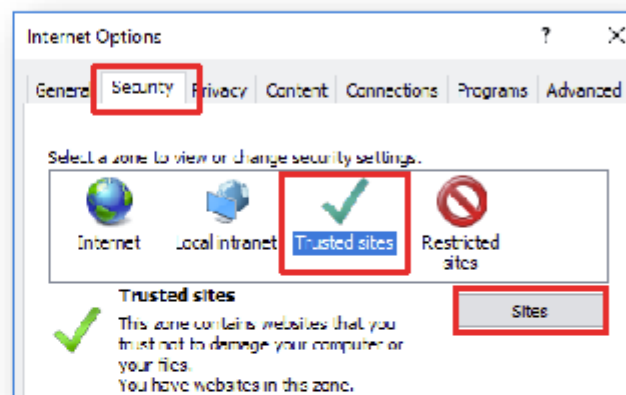 Internet Options ? ×
General Security Privacy Content Connections Programs Advanced
Select a zone to view or change security settings.
Internet Local intranet Trusted sites Restricted sites
Trusted sites
Sites
This zone contains websites that you
trust not to damage your computer or
your files.
You have websites in this zone.